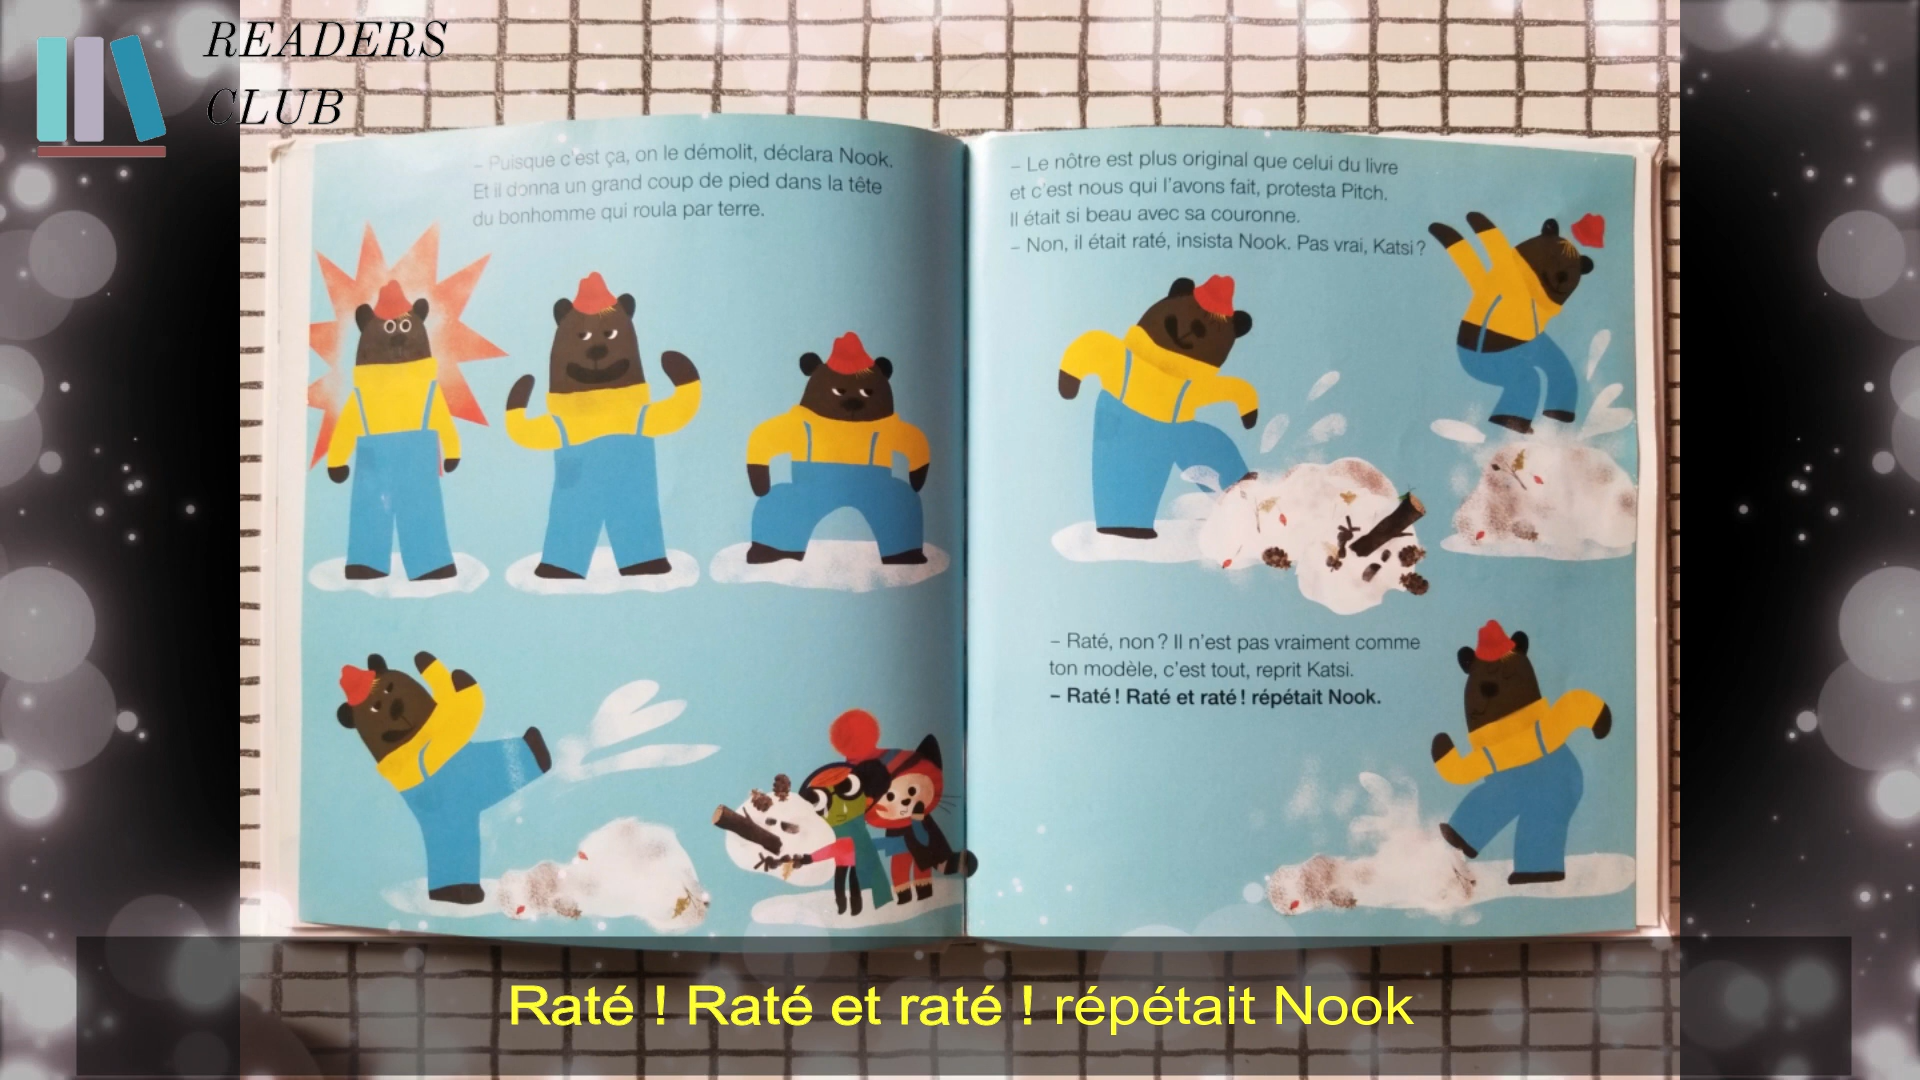 READERS
CLUB
– Puisque c'est ça, on le démolit, déclara Nook.
Et il donna un grand coup de pied dans la tête
du bonhomme qui roula par terre.
– Le nôtre est plus original que celui du livre
et c'est nous qui l'avons fait, protesta Pitch.
Il était si beau avec sa couronne.
– Non, il était raté, insista Nook. Pas vrai, Katsi ?
– Raté, non ? Il n'est pas vraiment comme
ton modèle, c'est tout, reprit Katsi.
– Raté ! Raté et raté ! répétait Nook.
Raté ! Raté et raté ! répétait Nook